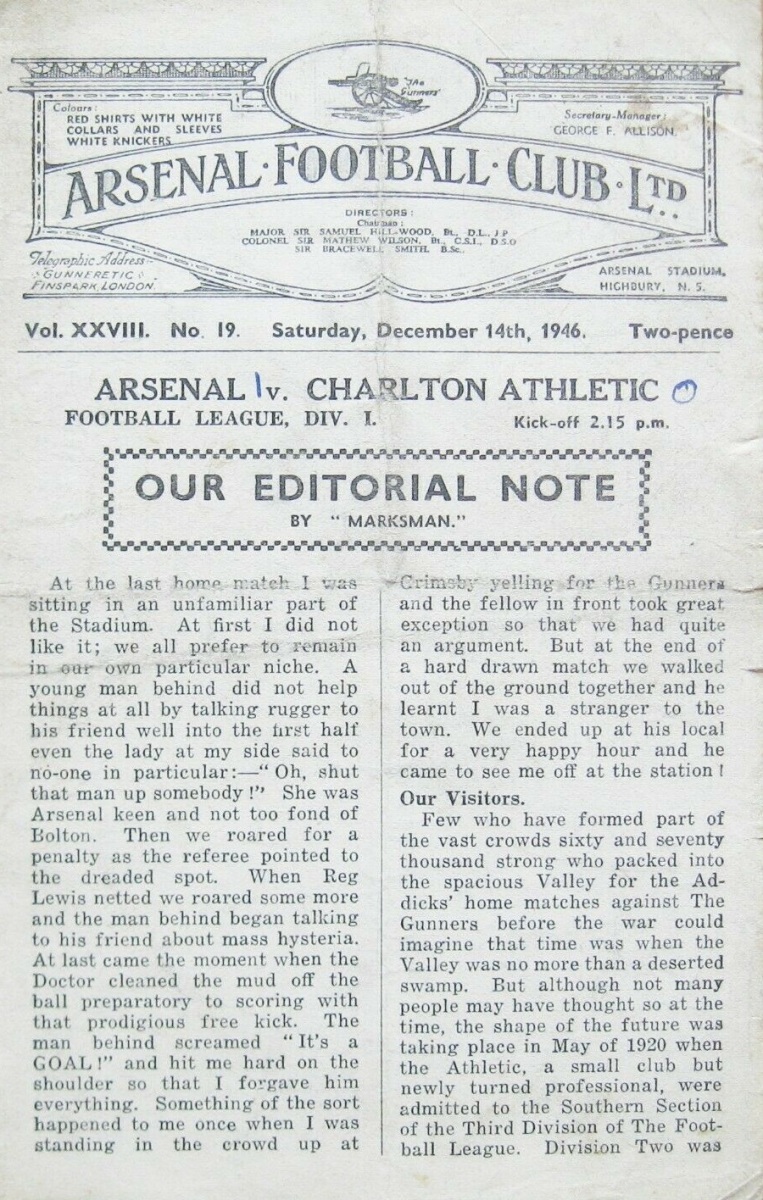 "The
Gunners"
Colours:
RED SHIRTS WITH WHITE
COLLARS AND SLEEVES
WHITE KNICKERS
Secretary-Manager:
GEORGE F. ALLISON.
ARSENAL · FOOTBALL · CLUB · LTD
DIRECTORS:
Chairman:
MAJOR SIR SAMUEL HILL-WOOD, Bt., D.L., J.P
COLONEL SIR MATHEW WILSON, Bt., C.S.I., D.S.O
SIR BRACEWELL SMITH, B.Sc.,
Telegraphic Address—
GUNNERETIC
FINSPARK, LONDON.
ARSENAL STADIUM,
HIGHBURY, N. 5.
Vol. XXVIII. No. 19. Saturday, December 14th, 1946. Two-pence
ARSENAL 1 v. CHARLTON ATHLETIC 0
FOOTBALL LEAGUE, DIV. I. Kick-off 2.15 p.m.
OUR EDITORIAL NOTE
BY "MARKSMAN."
At the last home match I was
sitting in an unfamiliar part of
the Stadium. At first I did not
like it; we all prefer to remain
in our own particular niche. A
young man behind did not help
things at all by talking rugger to
his friend well into the first half
even the lady at my side said to
no-one in particular:—"Oh, shut
that man up somebody!" She was
Arsenal keen and not too fond of
Bolton. Then we roared for a
penalty as the referee pointed to
the dreaded spot. When Reg
Lewis netted we roared some more
and the man behind began talking
to his friend about mass hysteria.
At last came the moment when the
Doctor cleaned the mud off the
ball preparatory to scoring with
that prodigious free kick. The
man behind screamed "It's a
GOAL!" and hit me hard on the
shoulder so that I forgave him
everything. Something of the sort
happened to me once when I was
standing in the crowd up at
Grimsby yelling for the Gunners
and the fellow in front took great
exception so that we had quite
an argument. But at the end of
a hard drawn match we walked
out of the ground together and he
learnt I was a stranger to the
town. We ended up at his local
for a very happy hour and he
came to see me off at the station!
Our Visitors.
Few who have formed part of
the vast crowds sixty and seventy
thousand strong who packed into
the spacious Valley for the Ad-
dicks' home matches against The
Gunners before the war could
imagine that time was when the
Valley was no more than a deserted
swamp. But although not many
people may have thought so at the
time, the shape of the future was
taking place in May of 1920 when
the Athletic, a small club but
newly turned professional, were
admitted to the Southern Section
of the Third Division of The Foot-
ball League. Division Two was